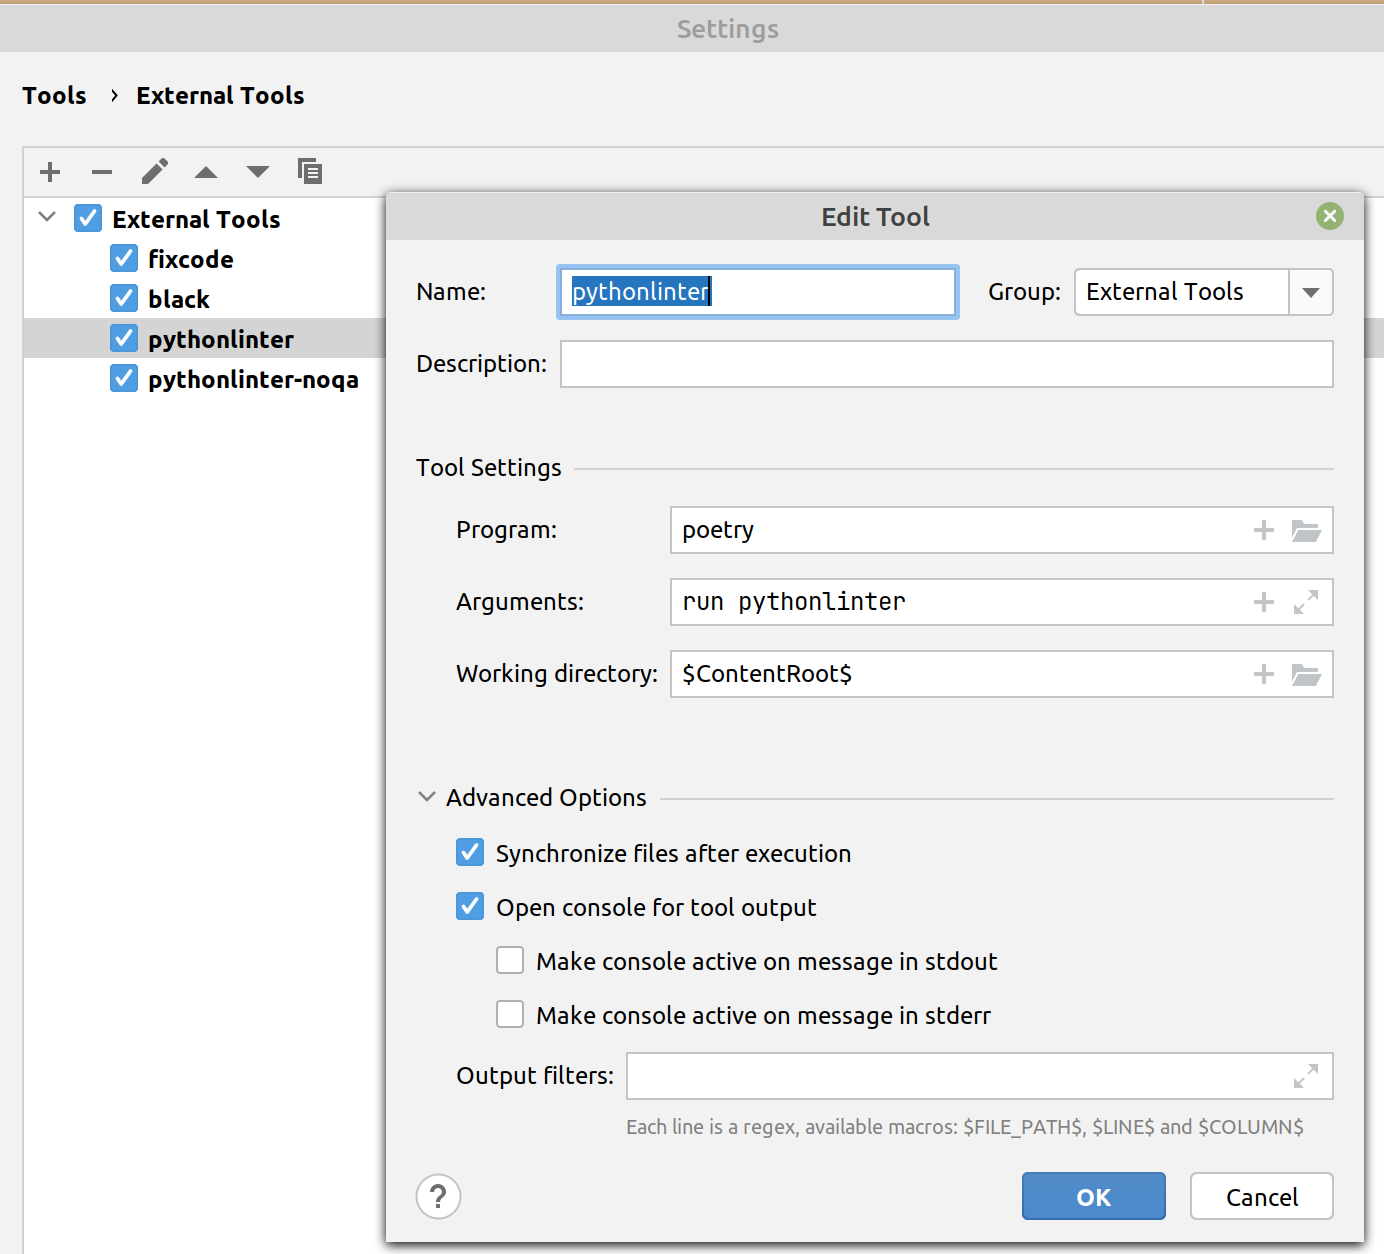 Settings
Tools › External Tools
External Tools
fixcode
black
pythonlinter
pythonlinter-noqa
Edit Tool
Name: pythonlinter Group: External Tools
Description:
Tool Settings
Program: poetry
Arguments: run pythonlinter
Working directory: $ContentRoot$
Advanced Options
Synchronize files after execution
Open console for tool output
Make console active on message in stdout
Make console active on message in stderr
Output filters:
Each line is a regex, available macros: $FILE_PATH$, $LINE$ and $COLUMN$
? OK Cancel